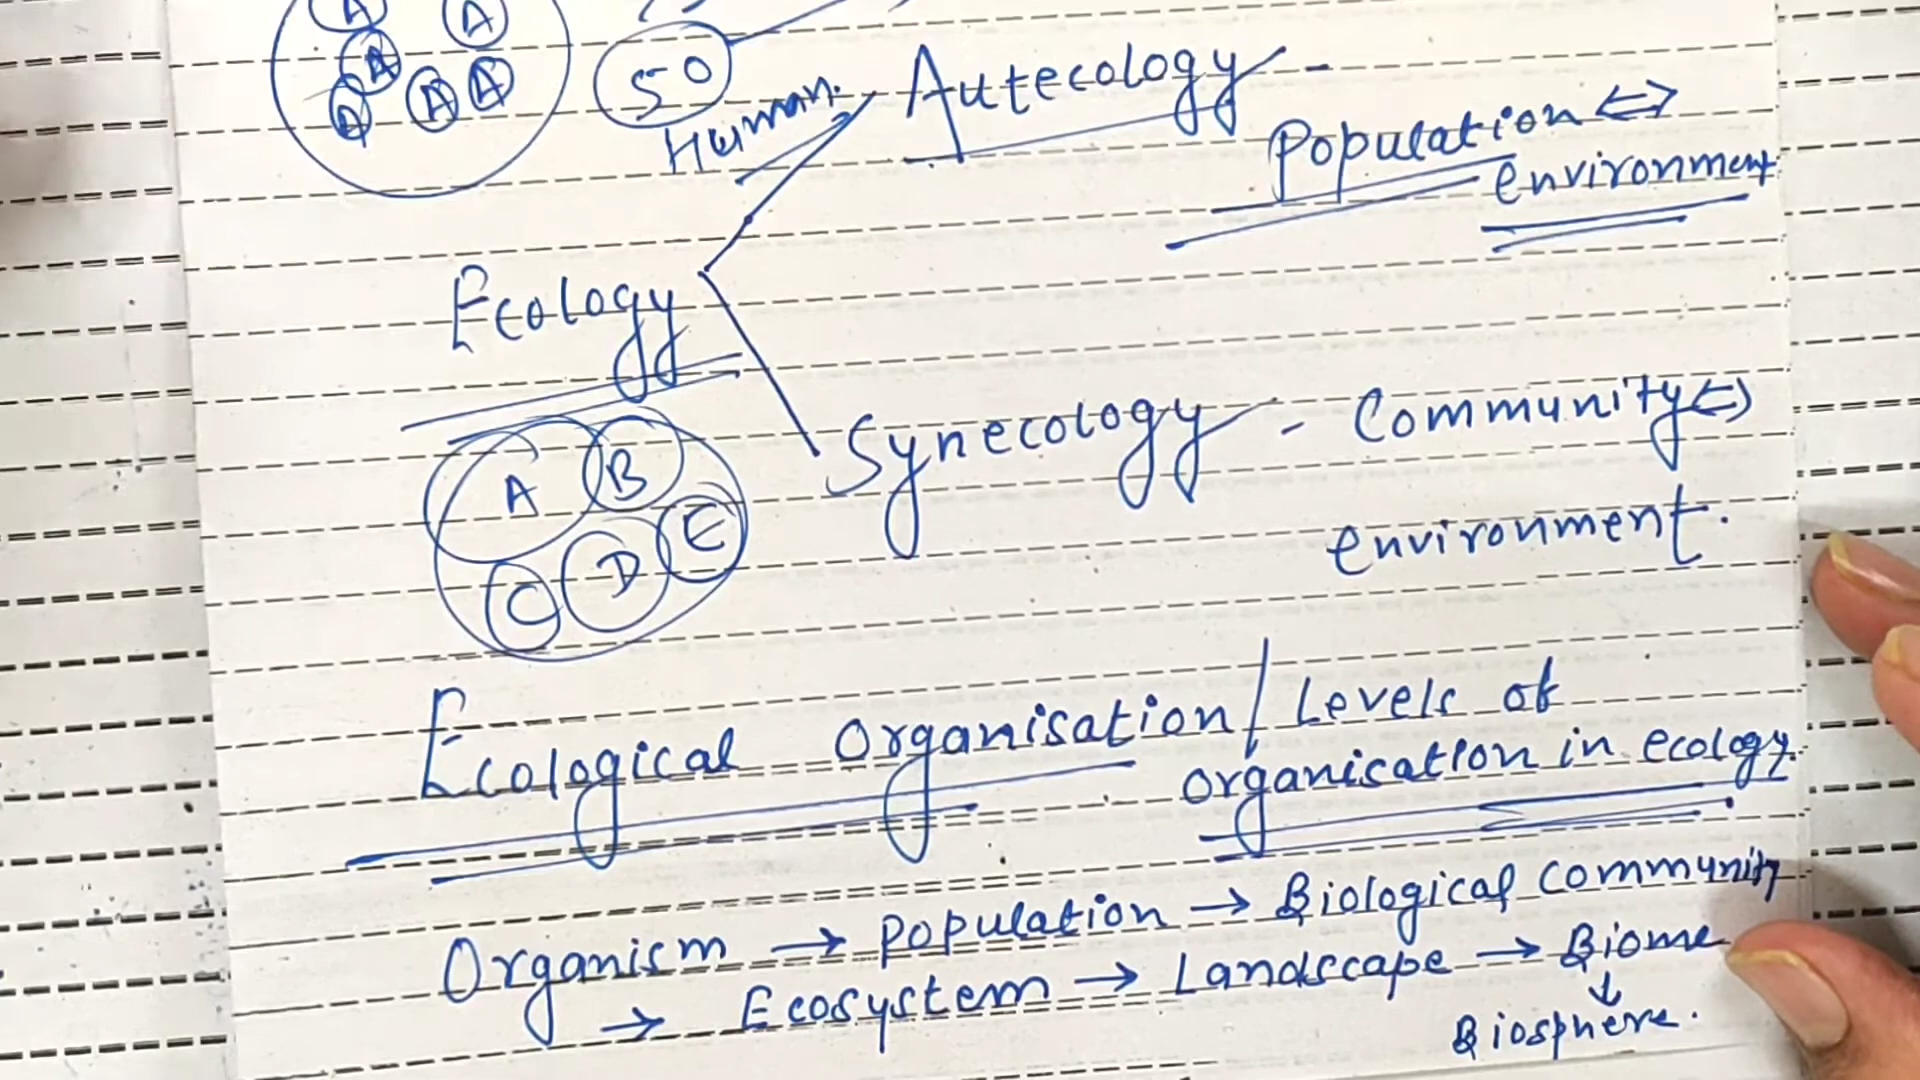 A A
A
A A A
50
Human.
Autecology -
Population ⇔
environment
Ecology
Synecology - Community ⇔
environment.
A B
C D E
Ecological Organisation / Levels of
organisation in ecology.
Organism → population → Biological community
→ Ecosystem → Landscape → Biome
↓
Biosphere.